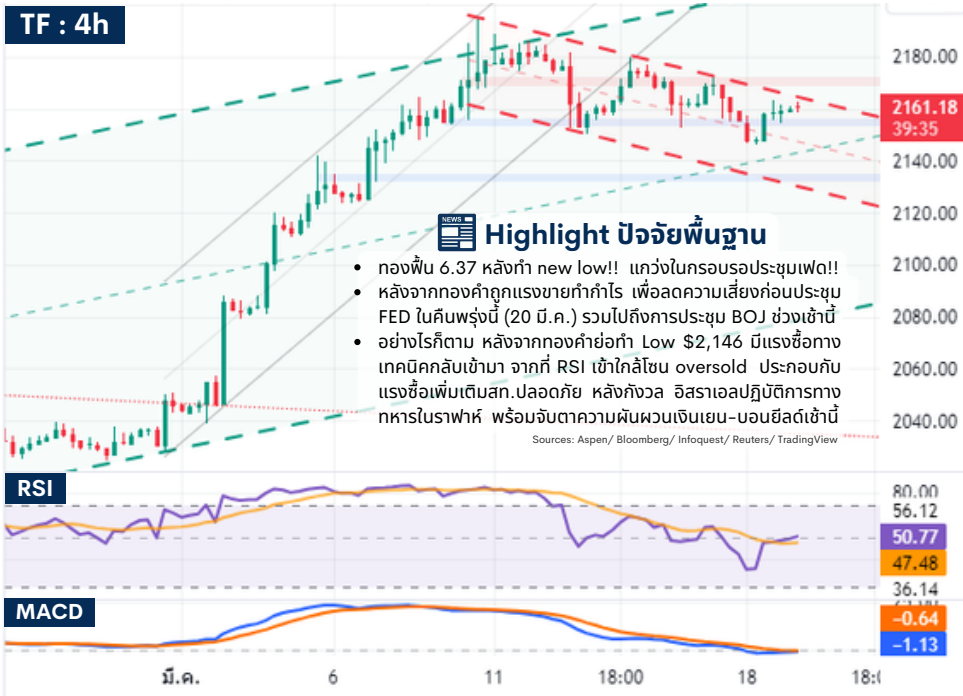 TF : 4h
2180.00
2161.18
39:35
2140.00
2120.00
2100.00
2080.00
2060.00
2040.00
NEWS
Highlight ปัจจัยพื้นฐาน
• ทองฟื้น 6.37 หลังทำ new low!! แกว่งในกรอบรอประชุมเฟด!!
• หลังจากทองคำถูกแรงขายทำกำไร เพื่อลดความเสี่ยงก่อนประชุม
FED ในคืนพรุ่งนี้ (20 มี.ค.) รวมไปถึงการประชุม BOJ ช่วงเช้านี้
• อย่างไรก็ตาม หลังจากทองคำย่อทำ Low $2,146 มีแรงซื้อทาง
เทคนิคกลับเข้ามา จากที่ RSI เข้าใกล้โซน oversold ประกอบกับ
แรงซื้อเพิ่มเติมสท.ปลอดภัย หลังกังวล อิสราเอลปฏิบัติการทาง
ทหารในราฟาห์ พร้อมจับตาความผันผวนเงินเยน-บอนยีลด์เช้านี้
Sources: Aspen/ Bloomberg/ Infoquest/ Reuters/ TradingView
RSI
80.00
56.12
50.77
47.48
36.14
MACD
-0.64
-1.13
มี.ค.
6
11
18:00
18